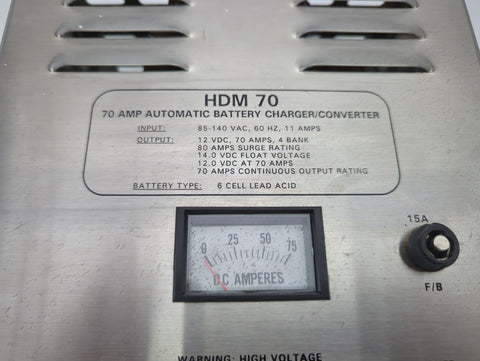 HDM 70
70 AMP AUTOMATIC BATTERY CHARGER/CONVERTER
INPUT: 85-140 VAC, 60 HZ, 11 AMPS
OUTPUT: 12 VDC, 70 AMPS, 4 BANK
80 AMPS SURGE RATING
14.0 VDC FLOAT VOLTAGE
12.0 VDC AT 70 AMPS
70 AMPS CONTINUOUS OUTPUT RATING
BATTERY TYPE: 6 CELL LEAD ACID
0 25 50 75
DC AMPERES
15A
F/B
WARNING: HIGH VOLTAGE